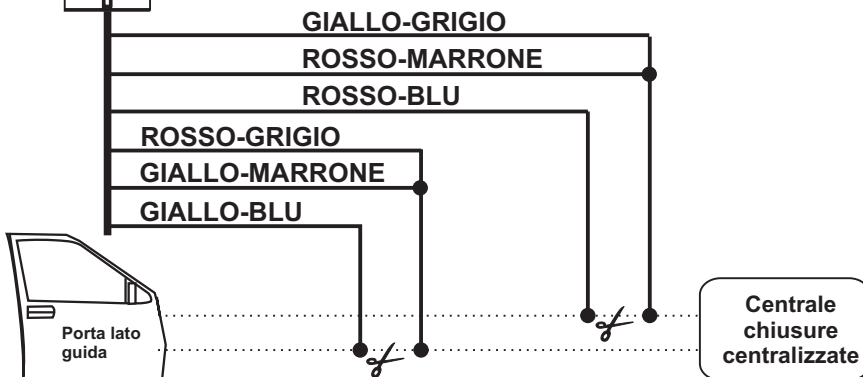 GIALLO-GRIGIO
ROSSO-MARRONE
ROSSO-BLU
ROSSO-GRIGIO
GIALLO-MARRONE
GIALLO-BLU
Porta lato
guida
Centrale
chiusure
centralizzate